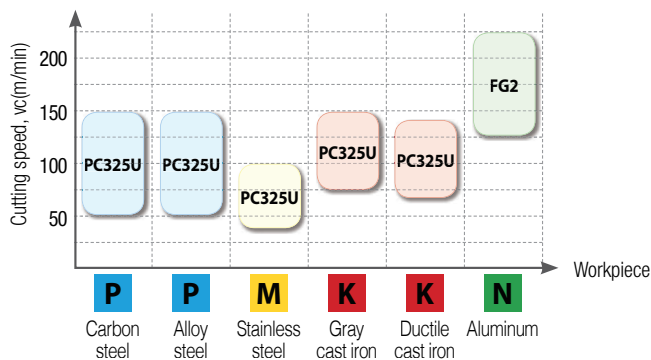 Cutting speed, vc(m/min)
200
150
100
50
PC325U
PC325U
PC325U
PC325U
PC325U
FG2
Workpiece
P
P
M
K
K
N
Carbon
steel
Alloy
steel
Stainless
steel
Gray
cast iron
Ductile
cast iron
Aluminum